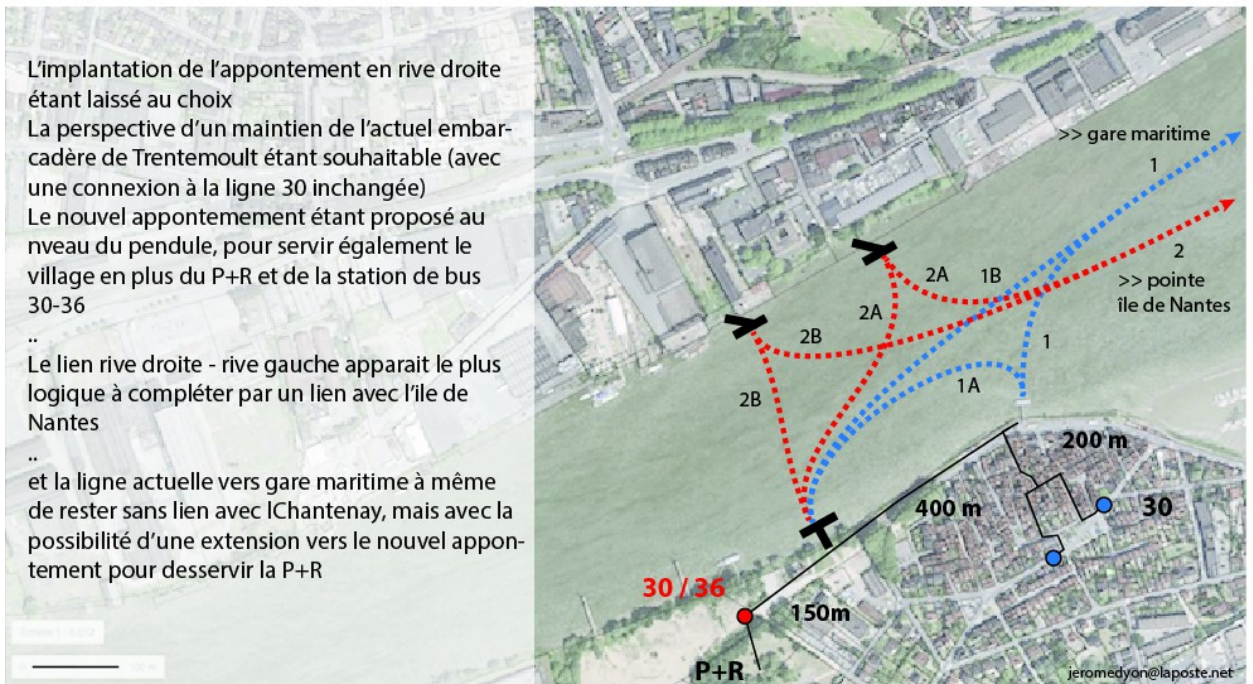 L'implantation de l'appontement en rive droite
étant laissé au choix
La perspective d'un maintien de l'actuel embar-
cadère de Trentemoult étant souhaitable (avec
une connexion à la ligne 30 inchangée)
Le nouvel appontemement étant proposé au
nveau du pendule, pour servir également le
village en plus du P+R et de la station de bus
30-36
..
Le lien rive droite - rive gauche apparait le plus
logique à compléter par un lien avec l'ile de
Nantes
..
et la ligne actuelle vers gare maritime à même
de rester sans lien avec lChantenay, mais avec la
possibilité d'une extension vers le nouvel appon-
tement pour desservir la P+R
100 m
>> gare maritime
1
2
>> pointe
île de Nantes
2A
1B
2A
2B
1
2B
1A
200 m
400 m
30
30 / 36
150m
P+R
jeromedyon@laposte.net